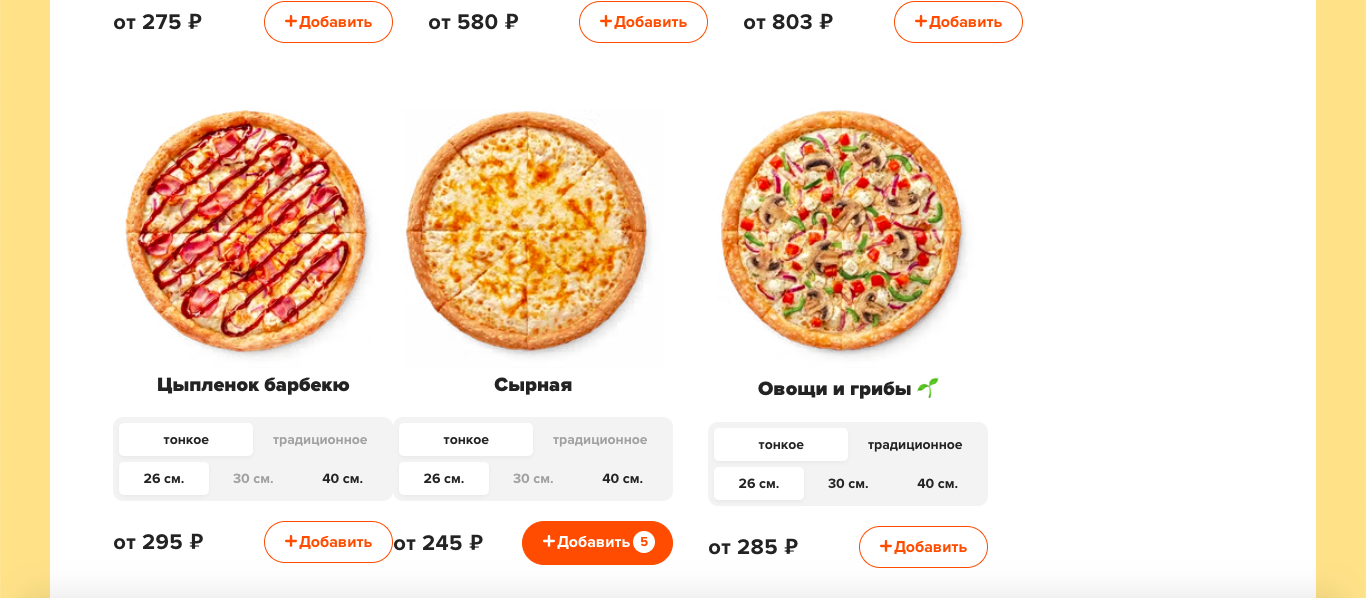 от 275 ₽ +Добавить от 580 ₽ +Добавить от 803 ₽ +Добавить
Цыпленок барбекю
тонкое традиционное
26 см. 30 см. 40 см.
от 295 ₽ +Добавить
Сырная
тонкое традиционное
26 см. 30 см. 40 см.
от 245 ₽ +Добавить 5
Овощи и грибы 🌱
тонкое традиционное
26 см. 30 см. 40 см.
от 285 ₽ +Добавить